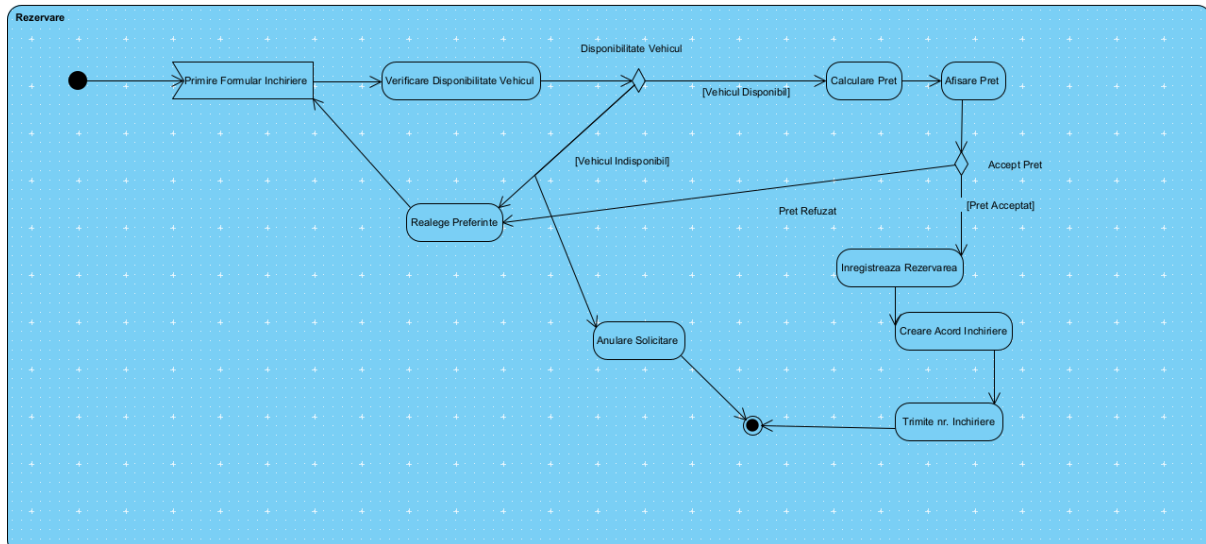 Rezervare
Disponibilitate Vehicul
Primire Formular Inchiriere
Verificare Disponibilitate Vehicul
Calculare Pret
Afisare Pret
[Vehicul Disponibil]
[Vehicul Indisponibil]
Accept Pret
Realege Preferinte
Pret Refuzat
[Pret Acceptat]
Inregistreaza Rezervarea
Creare Acord Inchiriere
Anulare Solicitare
Trimite nr. Inchiriere